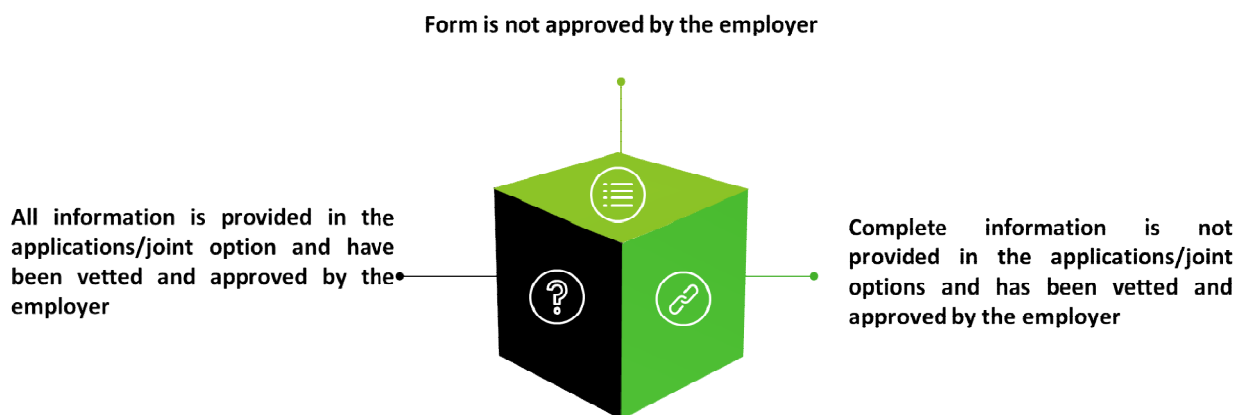 Form is not approved by the employer
All information is provided in the
applications/joint option and have
been vetted and approved by the
employer
Complete information is not
provided in the applications/joint
options and has been vetted and
approved by the employer